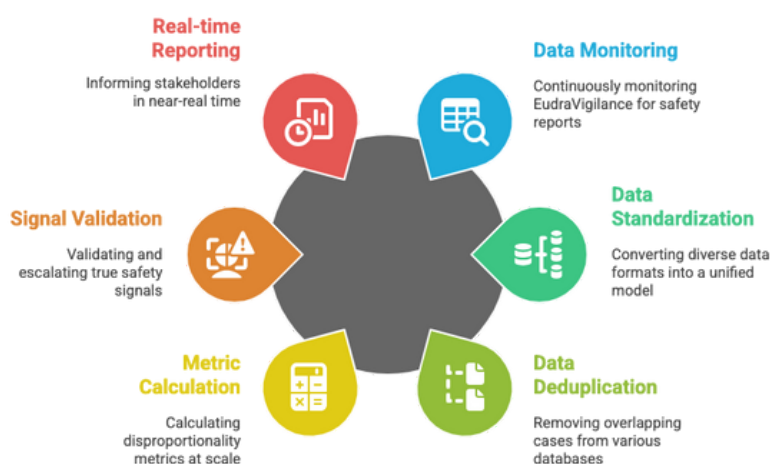 Real-time
Reporting
Informing stakeholders
in near-real time
Data Monitoring
Continuously monitoring
EudraVigilance for safety
reports
Signal Validation
Validating and
escalating true safety
signals
Data
Standardization
Converting diverse data
formats into a unified
model
Metric
Calculation
Calculating
disproportionality
metrics at scale
Data
Deduplication
Removing overlapping
cases from various
databases